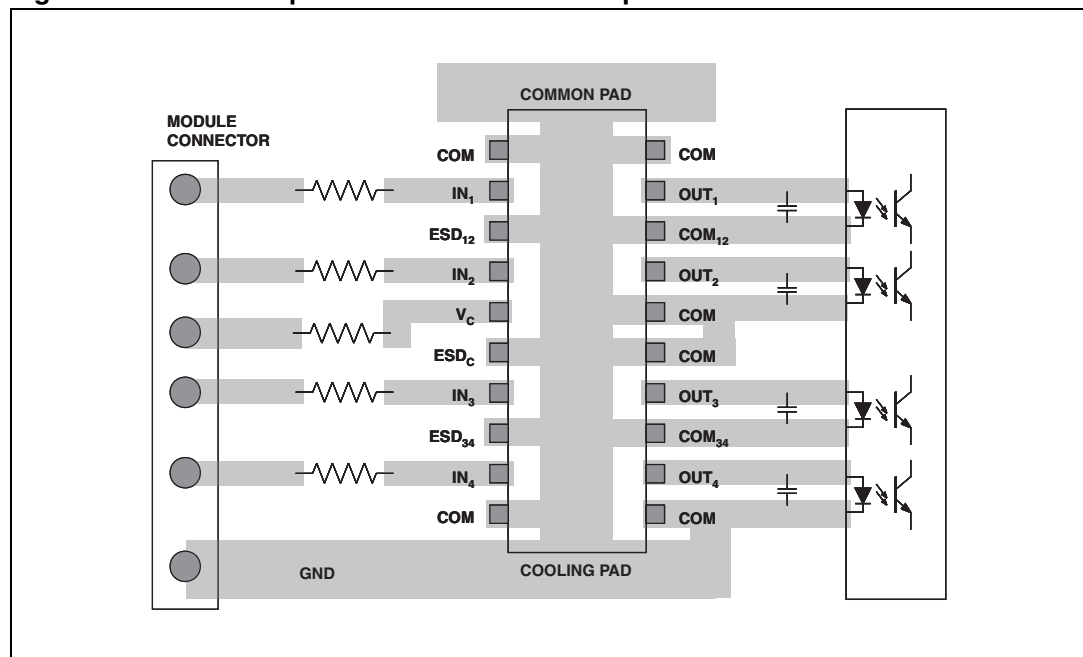 COMMON PAD
MODULE
CONNECTOR
COM
COM
IN1
OUT1
ESD12
COM12
IN2
OUT2
VC
COM
ESDC
COM
IN3
OUT3
ESD34
COM34
IN4
OUT4
COM
COM
GND
COOLING PAD